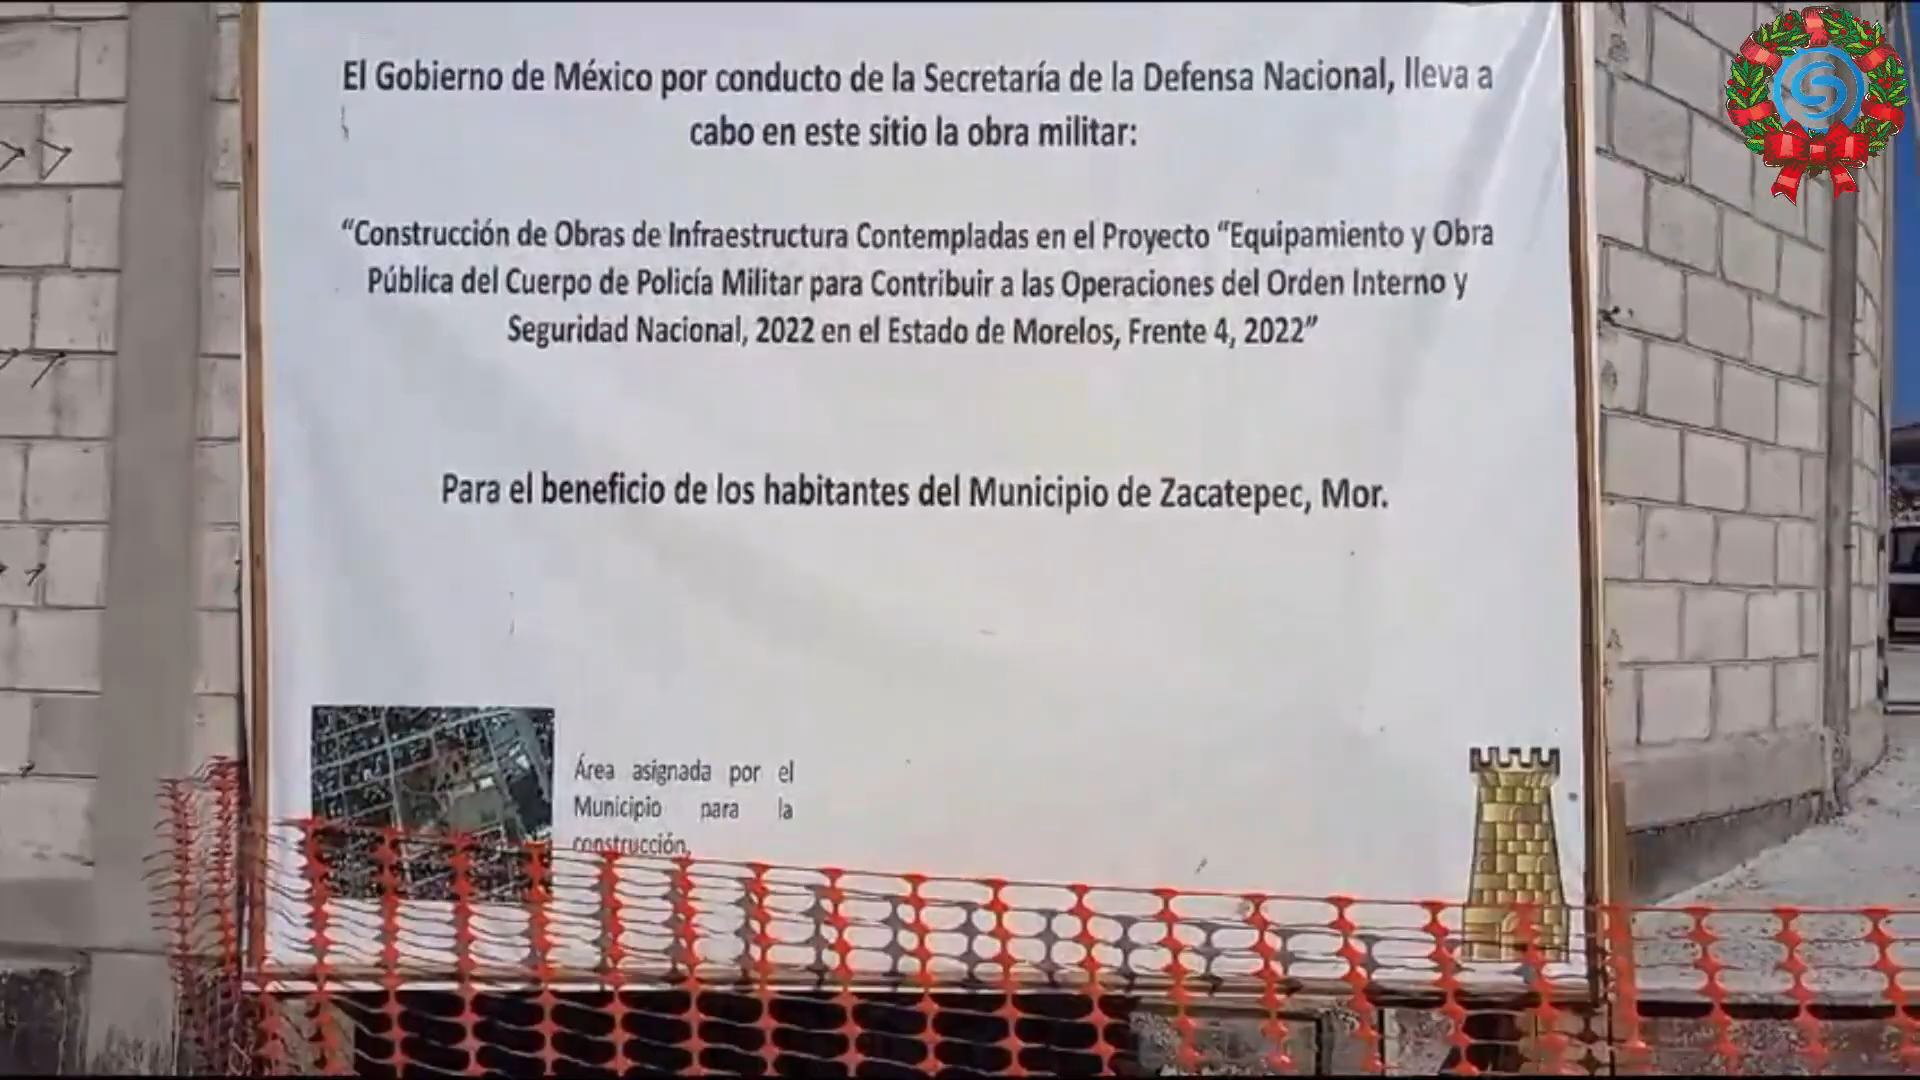 El Gobierno de México por conducto de la Secretaría de la Defensa Nacional, lleva a
cabo en este sitio la obra militar:
“Construcción de Obras de Infraestructura Contempladas en el Proyecto “Equipamiento y Obra
Pública del Cuerpo de Policía Militar para Contribuir a las Operaciones del Orden Interno y
Seguridad Nacional, 2022 en el Estado de Morelos, Frente 4, 2022”
Para el beneficio de los habitantes del Municipio de Zacatepec, Mor.
Área asignada por el
Municipio para la
construcción,